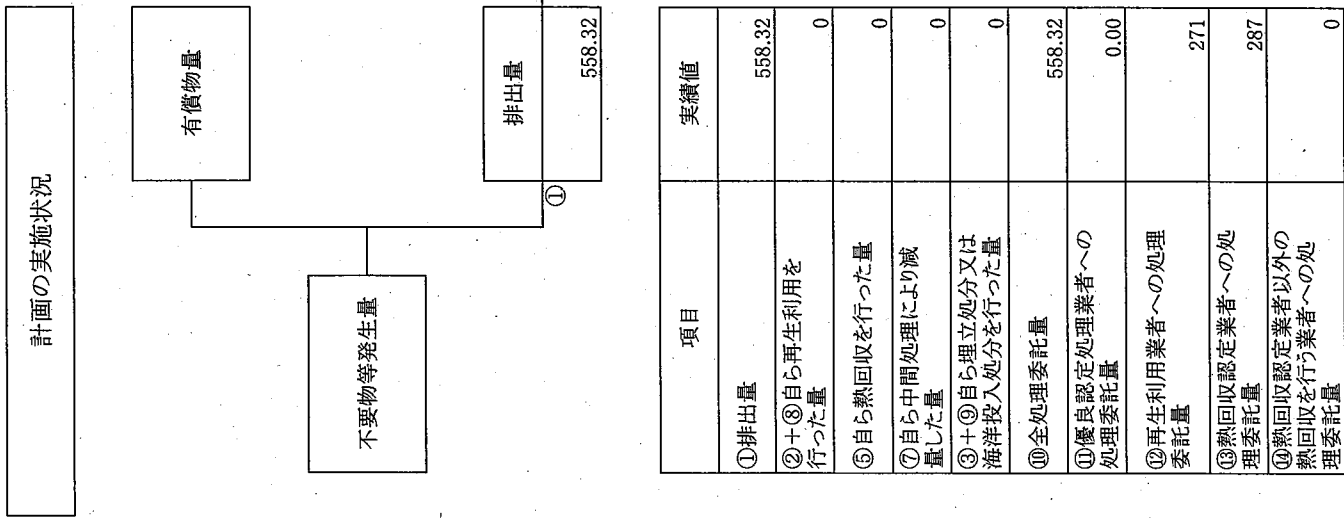 計画の実施状況
有償物量
不要物等発生量
排出量
①
558.32
項目
実績値
①排出量
558.32
②+⑧自ら再生利用を
行った量
0
⑤自ら熱回収を行った量
0
⑦自ら中間処理により減
量した量
0
③+⑨自ら埋立処分又は
海洋投入処分を行った量
0
⑩全処理委託量
558.32
⑪優良認定処理業者への
処理委託量
0.00
⑫再生利用業者への処理
委託量
271
⑬熱回収認定業者への処
理委託量
287
⑭熱回収認定業者以外の
熱回収を行う業者への処
理委託量
0